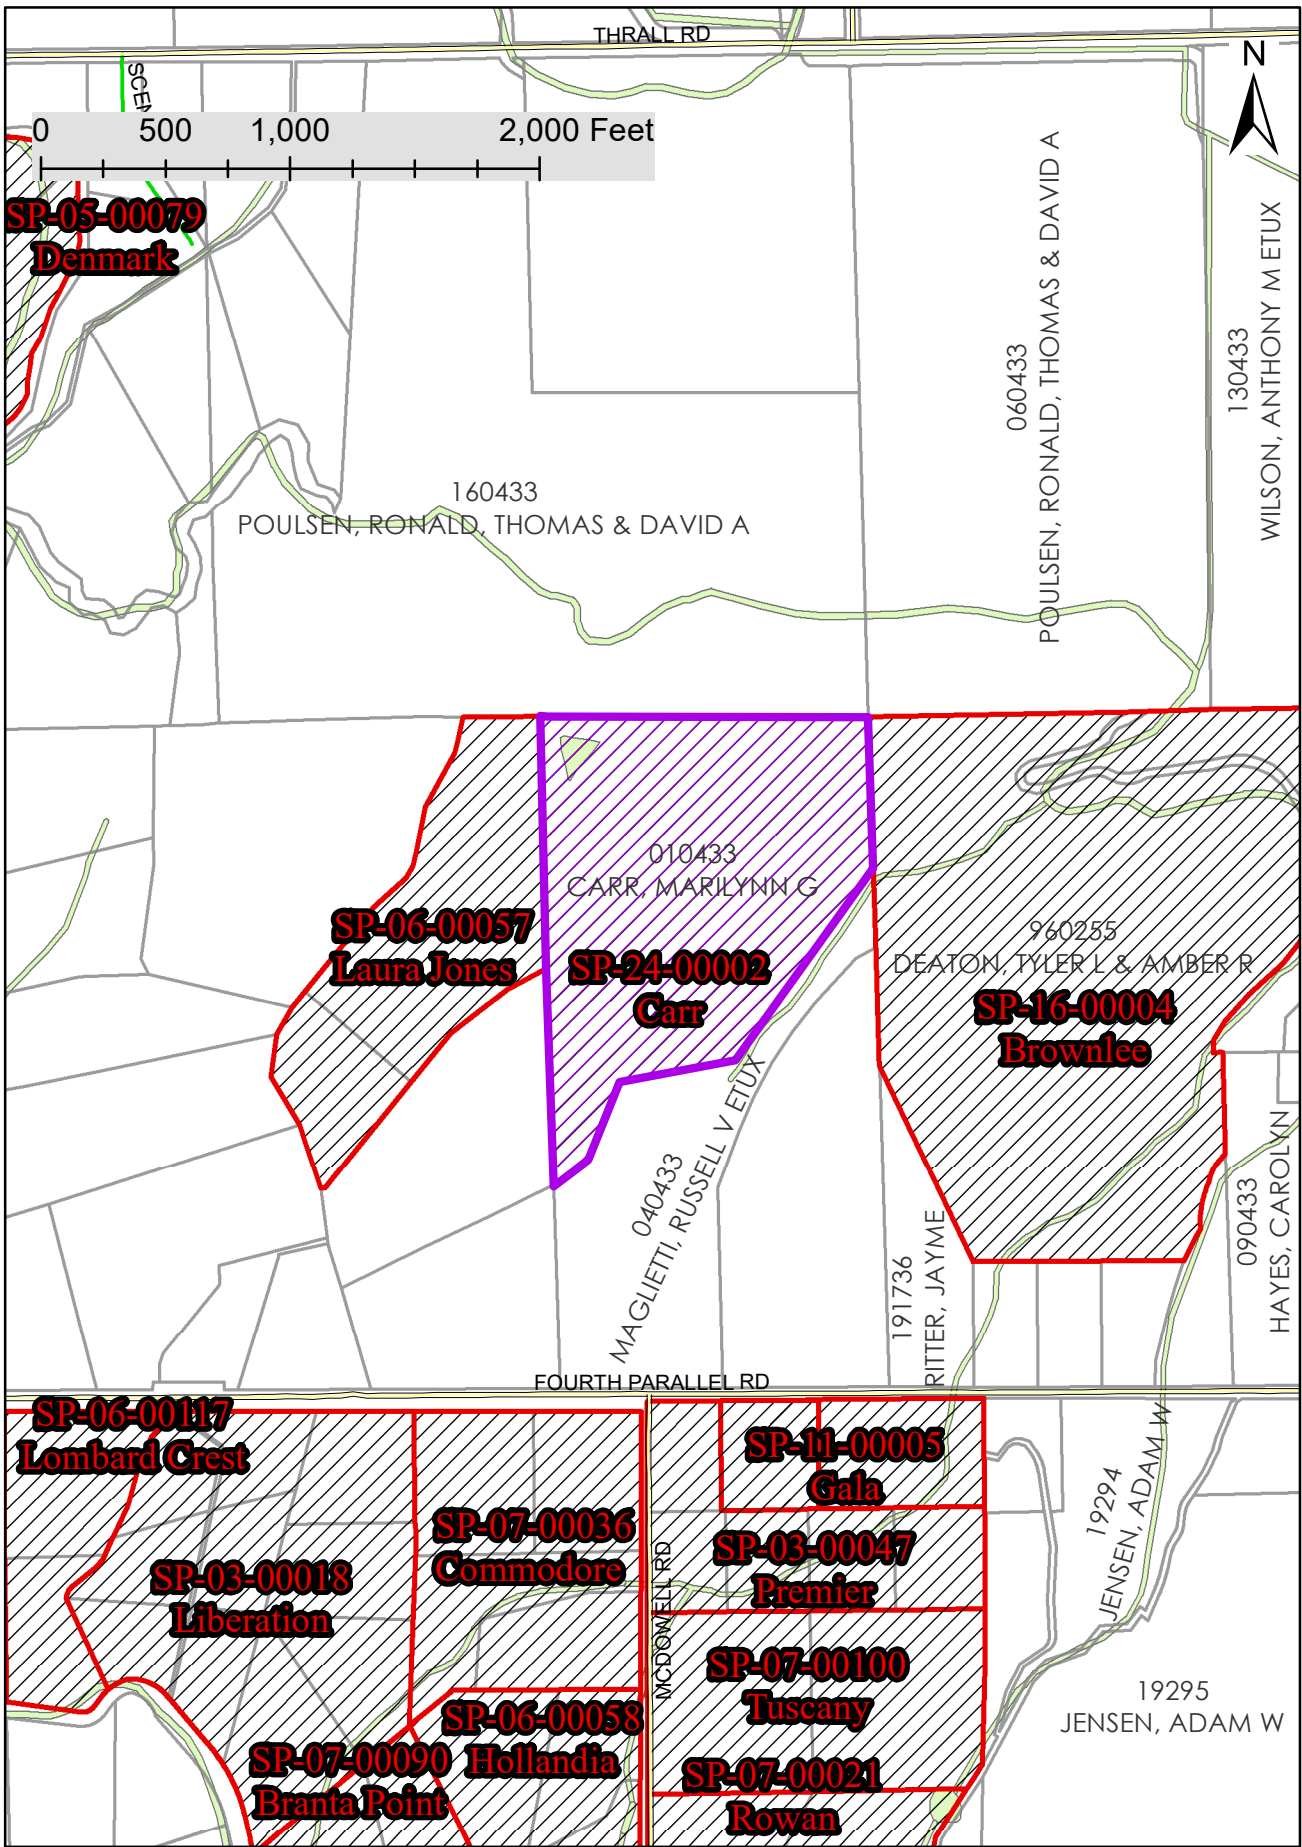 THRALL RD
N
SCEN
0 500 1,000 2,000 Feet
SP-05-00079
Denmark
060433
POULSEN, RONALD, THOMAS & DAVID A
130433
WILSON, ANTHONY M ETUX
160433
POULSEN, RONALD, THOMAS & DAVID A
010433
CARR, MARILYNN G
SP-06-00057
Laura Jones
SP-24-00002
Carr
960255
DEATON, TYLER L & AMBER R
SP-16-00004
Brownlee
040433
MAGLIETTI, RUSSELL V ETUX
191736
RITTER, JAYME
090433
HAYES, CAROLYN
FOURTH PARALLEL RD
SP-06-00117
Lombard Crest
SP-11-00005
Gala
SP-07-00036
Commodore
SP-03-00047
Premier
19294
JENSEN, ADAM W
SP-03-00018
Liberation
MCDOWELL RD
SP-07-00100
Tuscany
19295
JENSEN, ADAM W
SP-06-00058
Hollandia
SP-07-00090
Branta Point
SP-07-00021
Rowan